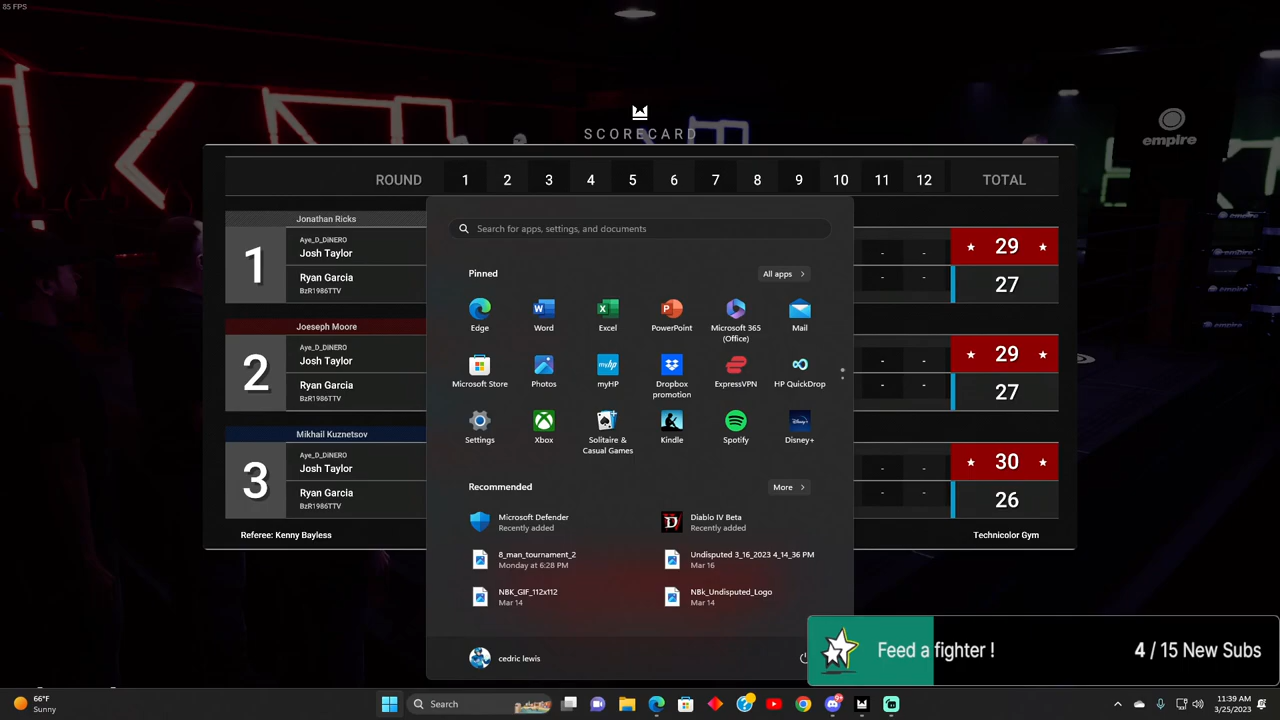 85 FPS
SCORECARD
empire
ROUND 1 2 3 4 5 6 7 8 9 10 11 12 TOTAL
Jonathan Ricks
1
Aye_D_DiNERO
Josh Taylor
Ryan Garcia
BzR1986TTV
- -
- -
29
27
Joeseph Moore
2
Aye_D_DiNERO
Josh Taylor
Ryan Garcia
BzR1986TTV
- -
- -
29
27
Mikhail Kuznetsov
3
Aye_D_DiNERO
Josh Taylor
Ryan Garcia
BzR1986TTV
- -
- -
30
26
Referee: Kenny Bayless
Technicolor Gym
Search for apps, settings, and documents
Pinned
All apps
Edge
Word
Excel
PowerPoint
Microsoft 365
(Office)
Mail
Microsoft Store
Photos
myHP
Dropbox
promotion
ExpressVPN
HP QuickDrop
Settings
Xbox
Solitaire &
Casual Games
Kindle
Spotify
Disney+
Recommended
More
Microsoft Defender
Recently added
Diablo IV Beta
Recently added
8_man_tournament_2
Monday at 6:28 PM
Undisputed 3_16_2023 4_14_36 PM
Mar 16
NBK_GIF_112x112
Mar 14
NBk_Undisputed_Logo
Mar 14
cedric lewis
Feed a fighter !
4 / 15 New Subs
66°F
Sunny
Search
11:39 AM
3/25/2023